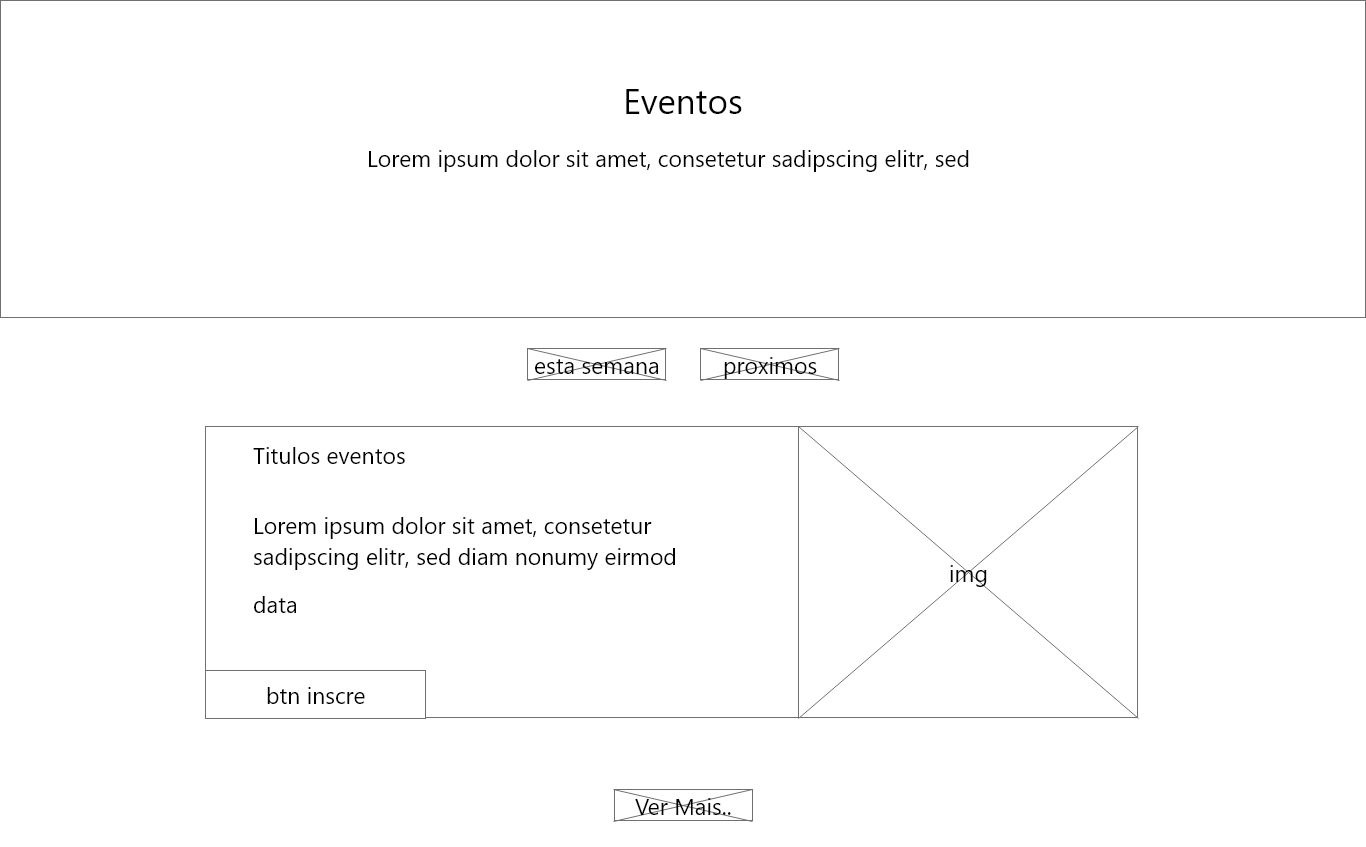 Eventos
Lorem ipsum dolor sit amet, consetetur sadipscing elitr, sed
esta semana
proximos
Titulos eventos
Lorem ipsum dolor sit amet, consetetur
sadipscing elitr, sed diam nonumy eirmod
data
img
btn inscre
Ver Mais..